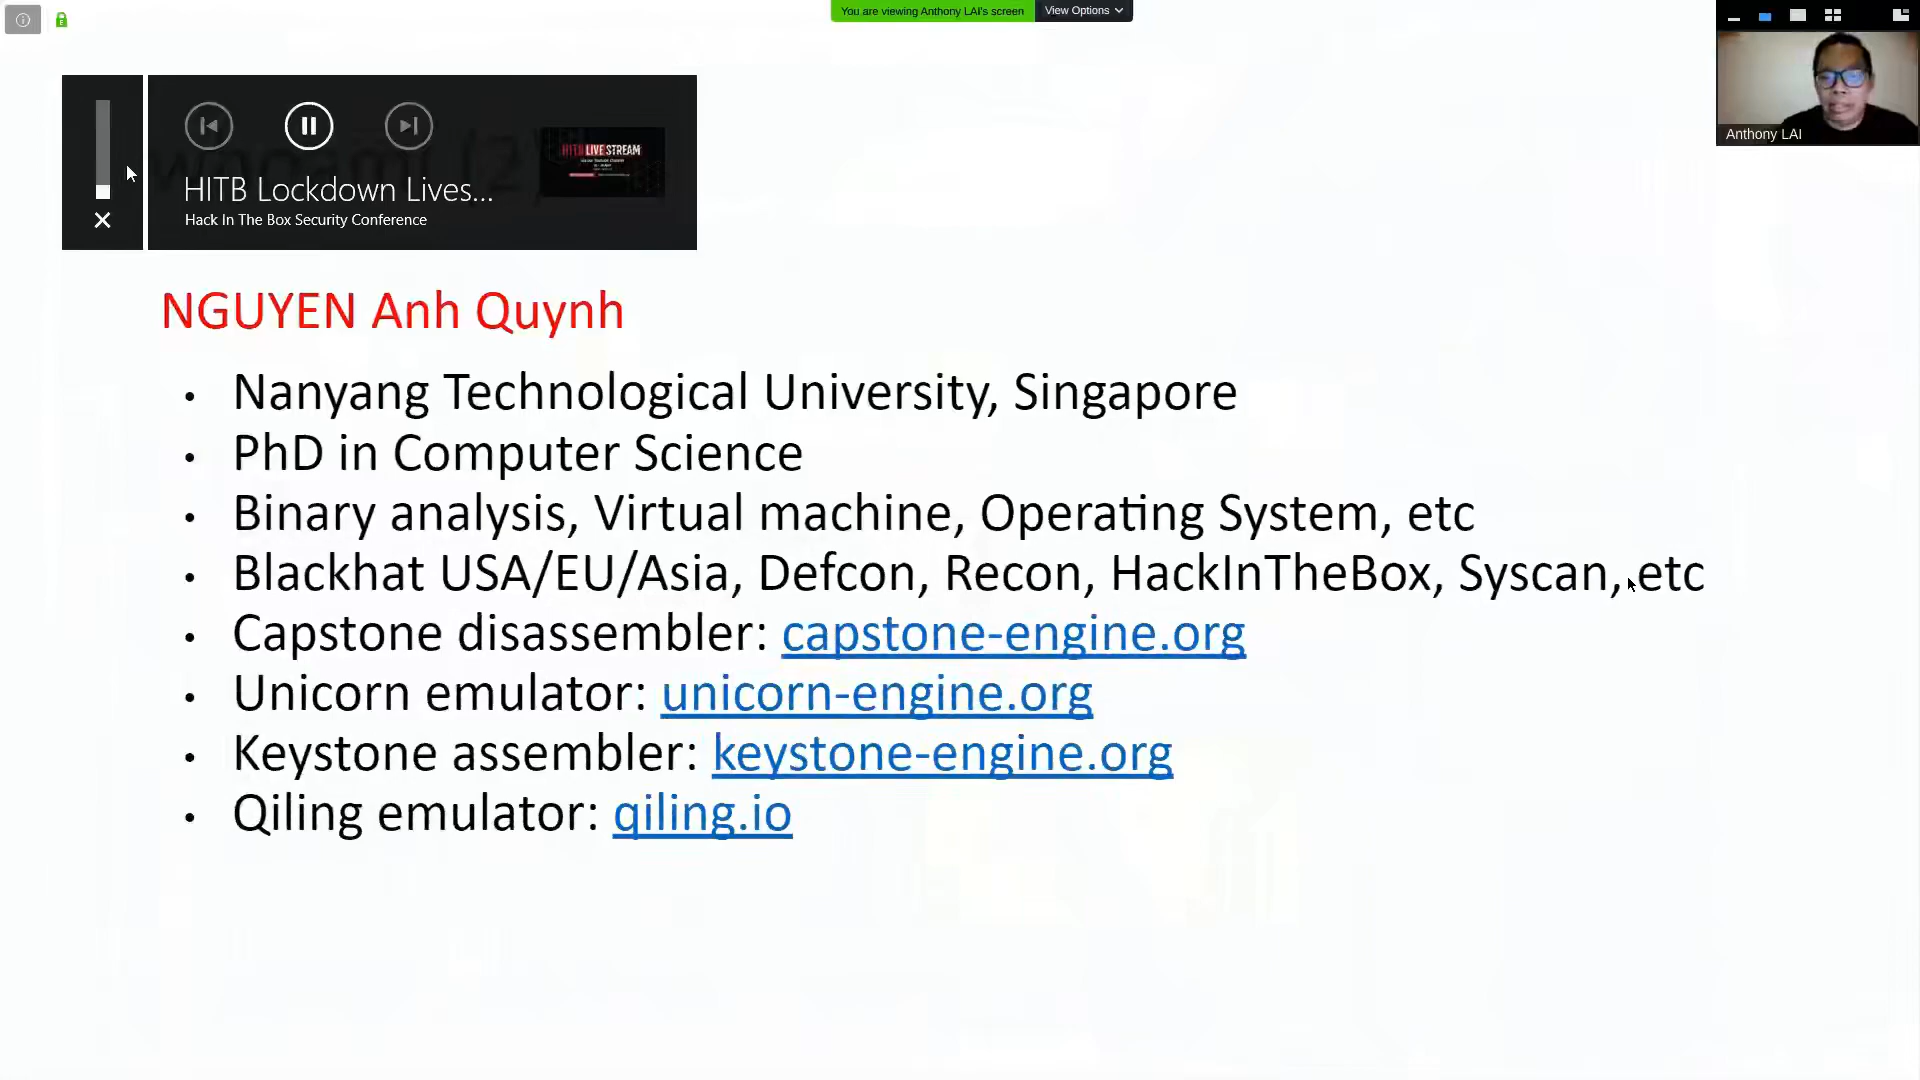 You are viewing Anthony LAI's screen
View Options
Anthony LAI
HITB Lockdown Lives...
Hack In The Box Security Conference
HITB LIVE STREAM
NGUYEN Anh Quynh
• Nanyang Technological University, Singapore
• PhD in Computer Science
• Binary analysis, Virtual machine, Operating System, etc
• Blackhat USA/EU/Asia, Defcon, Recon, HackInTheBox, Syscan, etc
• Capstone disassembler: capstone-engine.org
• Unicorn emulator: unicorn-engine.org
• Keystone assembler: keystone-engine.org
• Qiling emulator: qiling.io